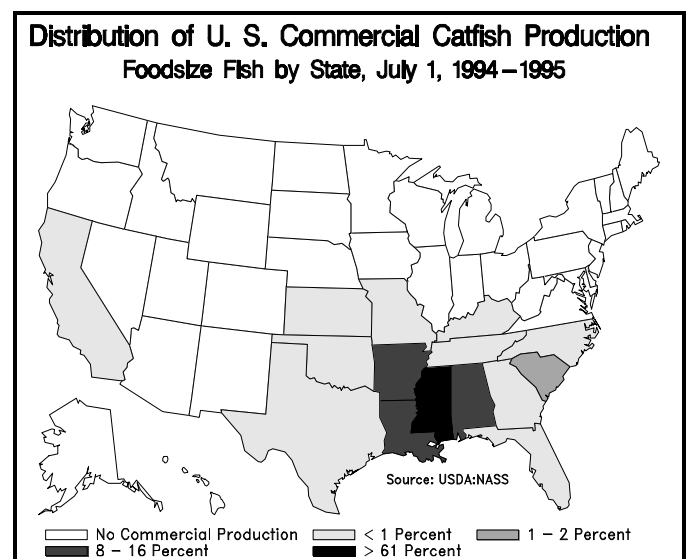 Distribution of U. S. Commercial Catfish Production
Foodsize Fish by State, July 1, 1994-1995
Source: USDA:NASS
No Commercial Production < 1 Percent 1 - 2 Percent
8 - 16 Percent > 61 Percent